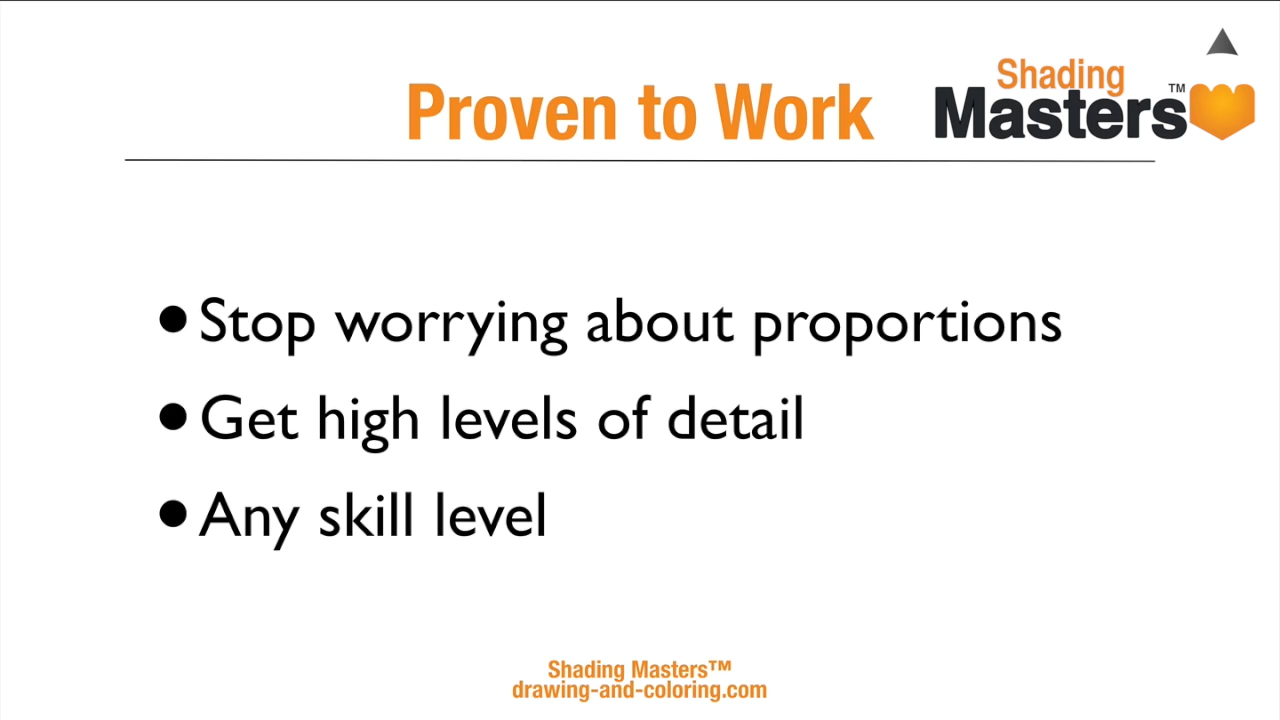 Proven to Work
Shading
Masters™
•Stop worrying about proportions
•Get high levels of detail
•Any skill level
Shading Masters™
drawing-and-coloring.com